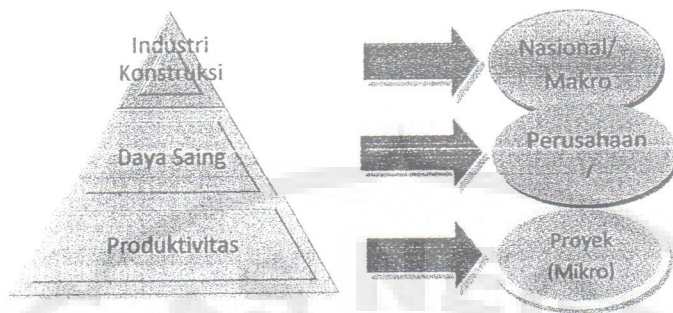 Industri
Konstruksi
Nasional/
Makro
Daya Saing
Perusahaan
/
Produktivitas
Proyek
(Mikro)